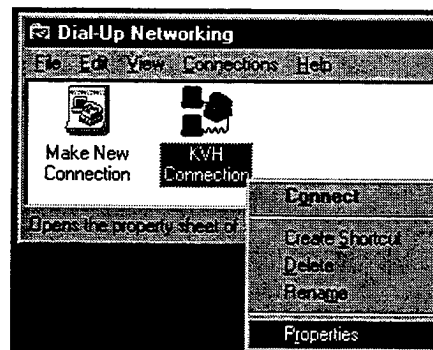 Dial-Up Networking
File Edit View Connections Help
Make New
Connection
KVH
Connection
Connect
Opens the property sheet of
Create Shortcut
Delete
Rename
Properties